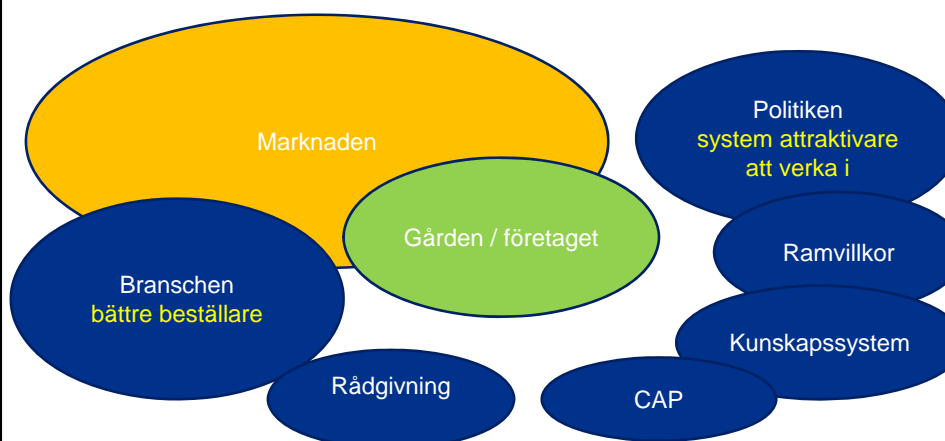 Marknaden
Politiken
system attraktivare
att verka i
Gården / företaget
Ramvillkor
Branschen
bättre beställare
Kunskapssystem
Rådgivning
CAP